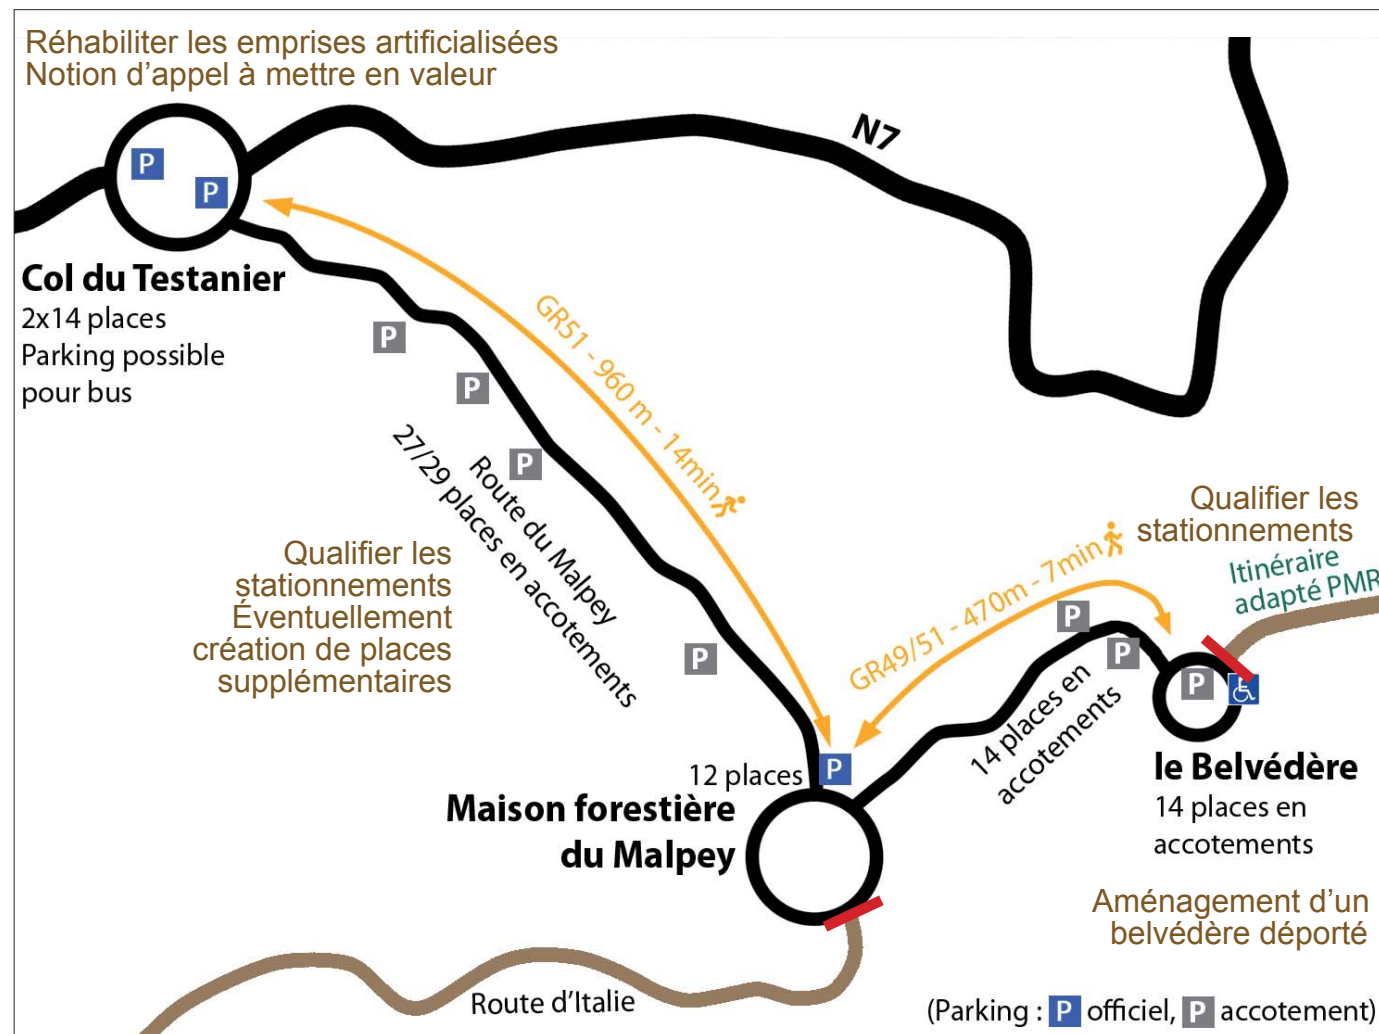 Réhabiliter les emprises artificialisées
Notion d'appel à mettre en valeur
N7
P
P
Col du Testanier
2x14 places
Parking possible
pour bus
P
P
P
P
GR51 - 960 m - 14min
Route du Malpey
27/29 places en accotements
Qualifier les
stationnements
Éventuellement
création de places
supplémentaires
Qualifier les
stationnements
Itinéraire
adapté PMR
GR49/51 - 470m - 7min
P
P
P
14 places en
accotements
12 places
P
Maison forestière
du Malpey
le Belvédère
14 places en
accotements
Aménagement d'un
belvédère déporté
Route d'Italie
(Parking : P officiel, P accotement)